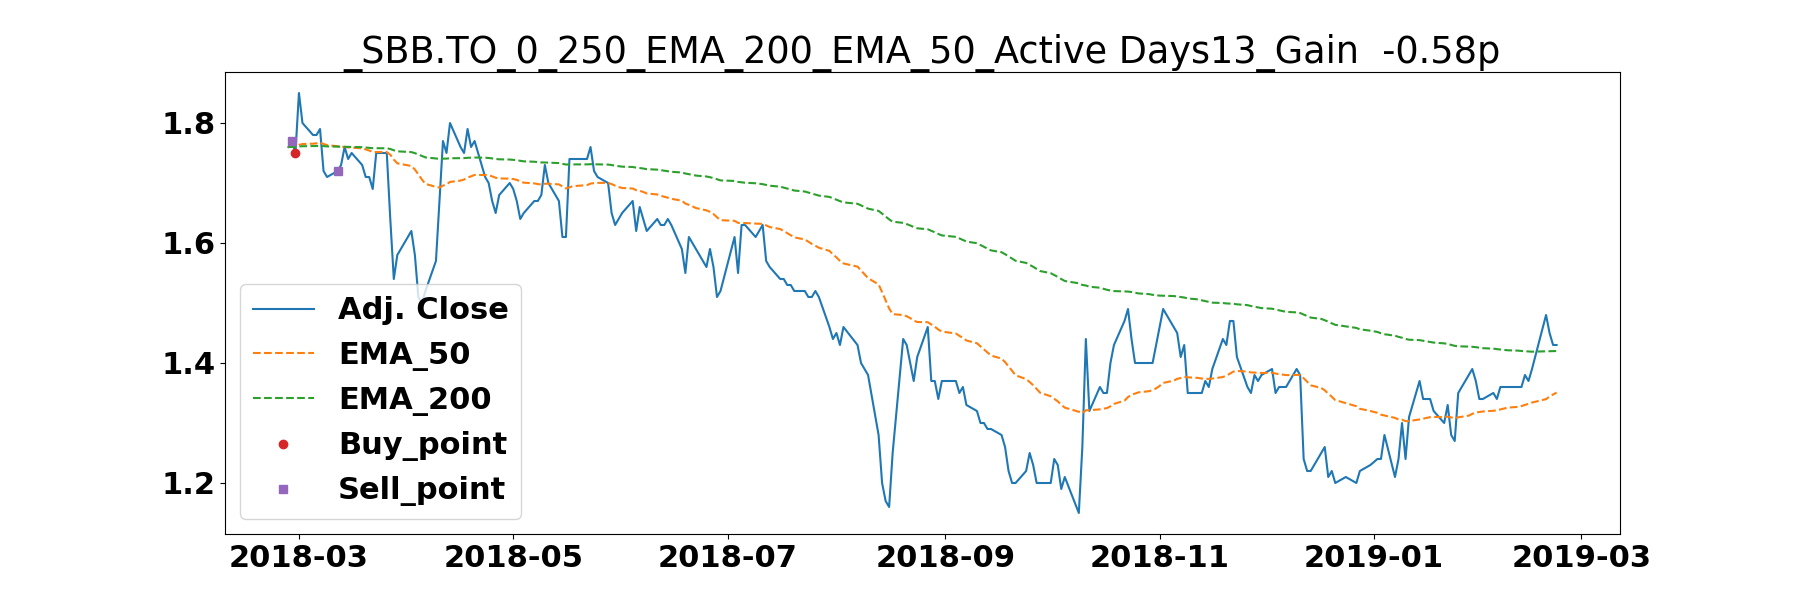 _SBB.TO_0_250_EMA_200_EMA_50_Active Days13_Gain  -0.58p
1.8
1.6
1.4
1.2
Adj. Close
EMA_50
EMA_200
Buy_point
Sell_point
2018-03 2018-05 2018-07 2018-09 2018-11 2019-01 2019-03